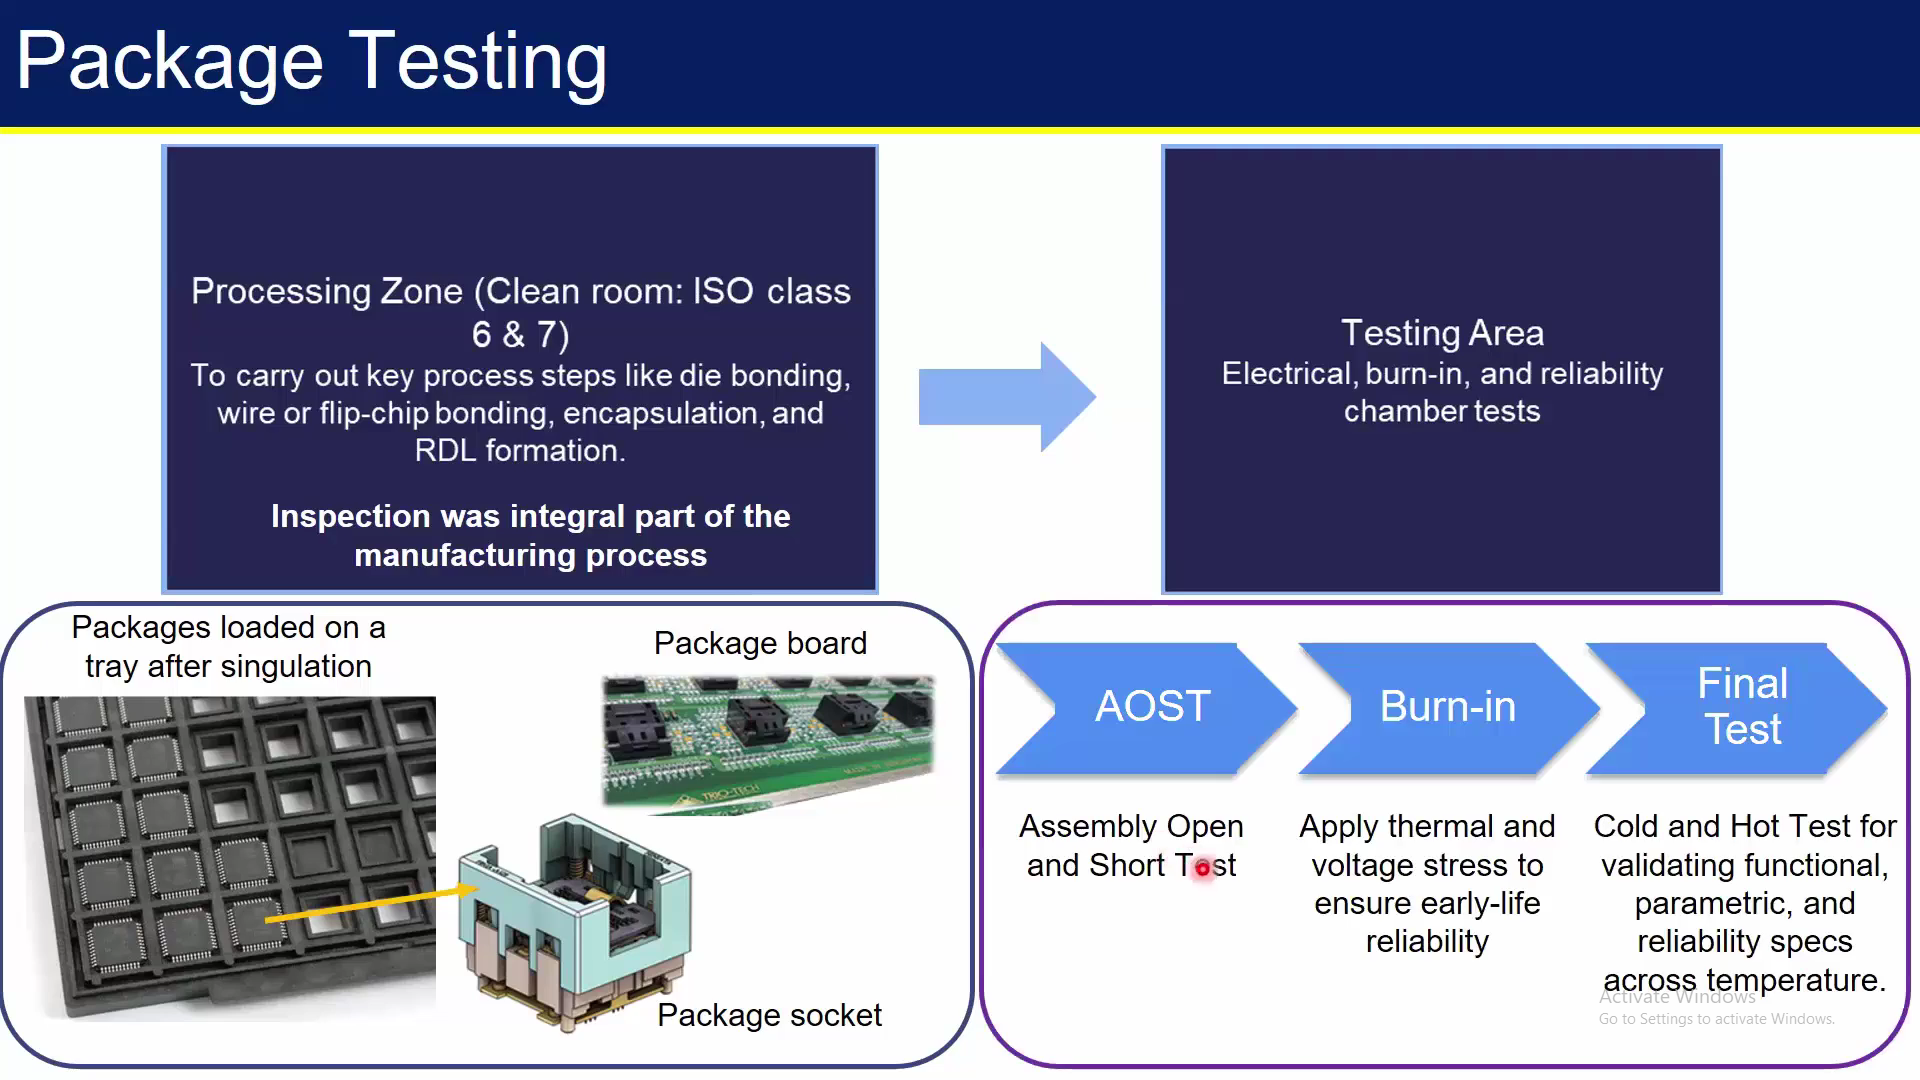 Package Testing
Processing Zone (Clean room: ISO class
6 & 7)
To carry out key process steps like die bonding,
wire or flip-chip bonding, encapsulation, and
RDL formation.
Inspection was integral part of the
manufacturing process
Testing Area
Electrical, burn-in, and reliability
chamber tests
Packages loaded on a
tray after singulation
Package board
TRIO-TECH
Package socket
AOST
Burn-in
Final
Test
Assembly Open
and Short Test
Apply thermal and
voltage stress to
ensure early-life
reliability
Cold and Hot Test for
validating functional,
parametric, and
reliability specs
across temperature.
Activate Windows
Go to Settings to activate Windows.